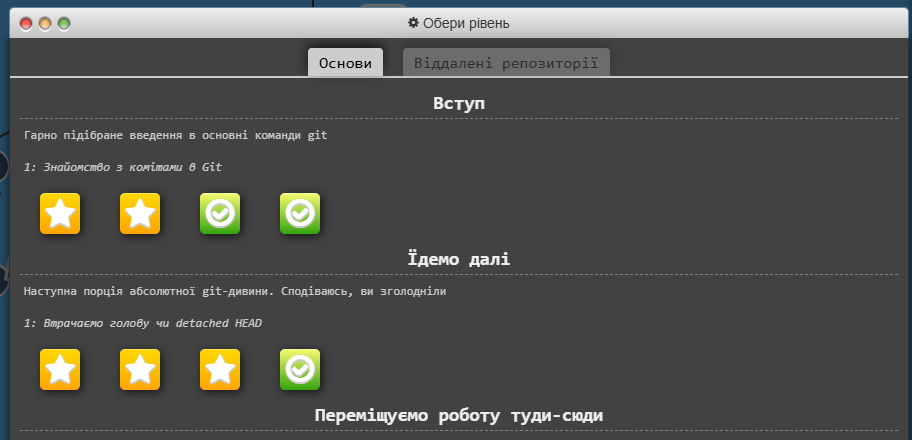 Обери рівень
Основи Віддалені репозиторії
Вступ
Гарно підібране введення в основні команди git
1: Знайомство з комітами в Git
Їдемо далі
Наступна порція абсолютної git-дивини. Сподіваюсь, ви зголодніли
1: Втрачаємо голову чи detached HEAD
Переміщуємо роботу туди-сюди